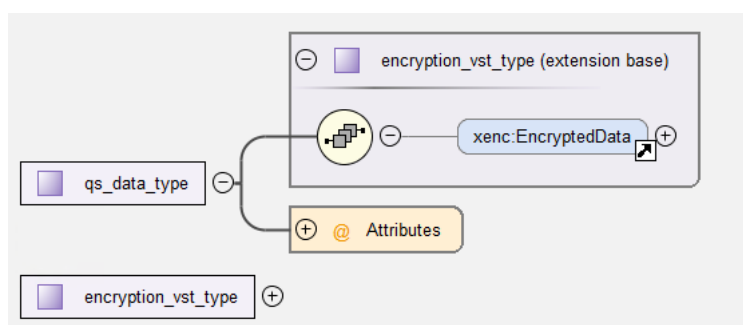 encryption_vst_type (extension base)
xenc:EncryptedData
qs_data_type
@ Attributes
encryption_vst_type